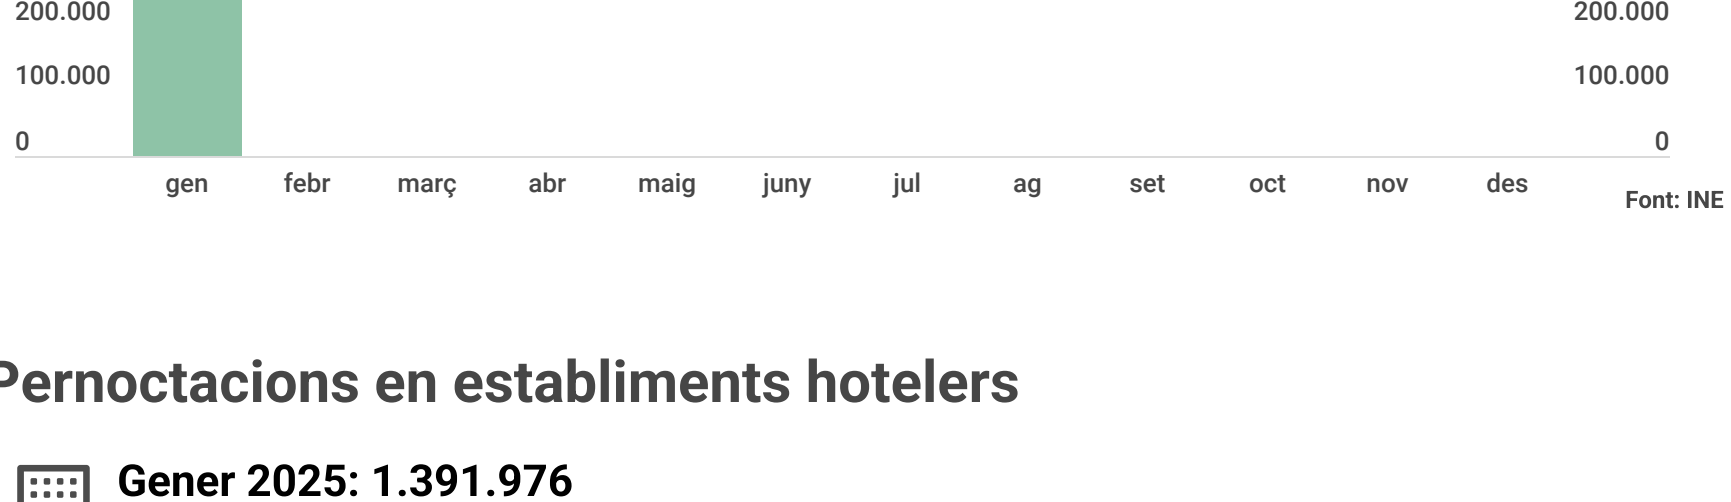 200.000 200.000
100.000 100.000
0 0
gen febr març abr maig juny jul ag set oct nov des
Font: INE
Pernoctacions en establiments hotelers
Gener 2025: 1.391.976